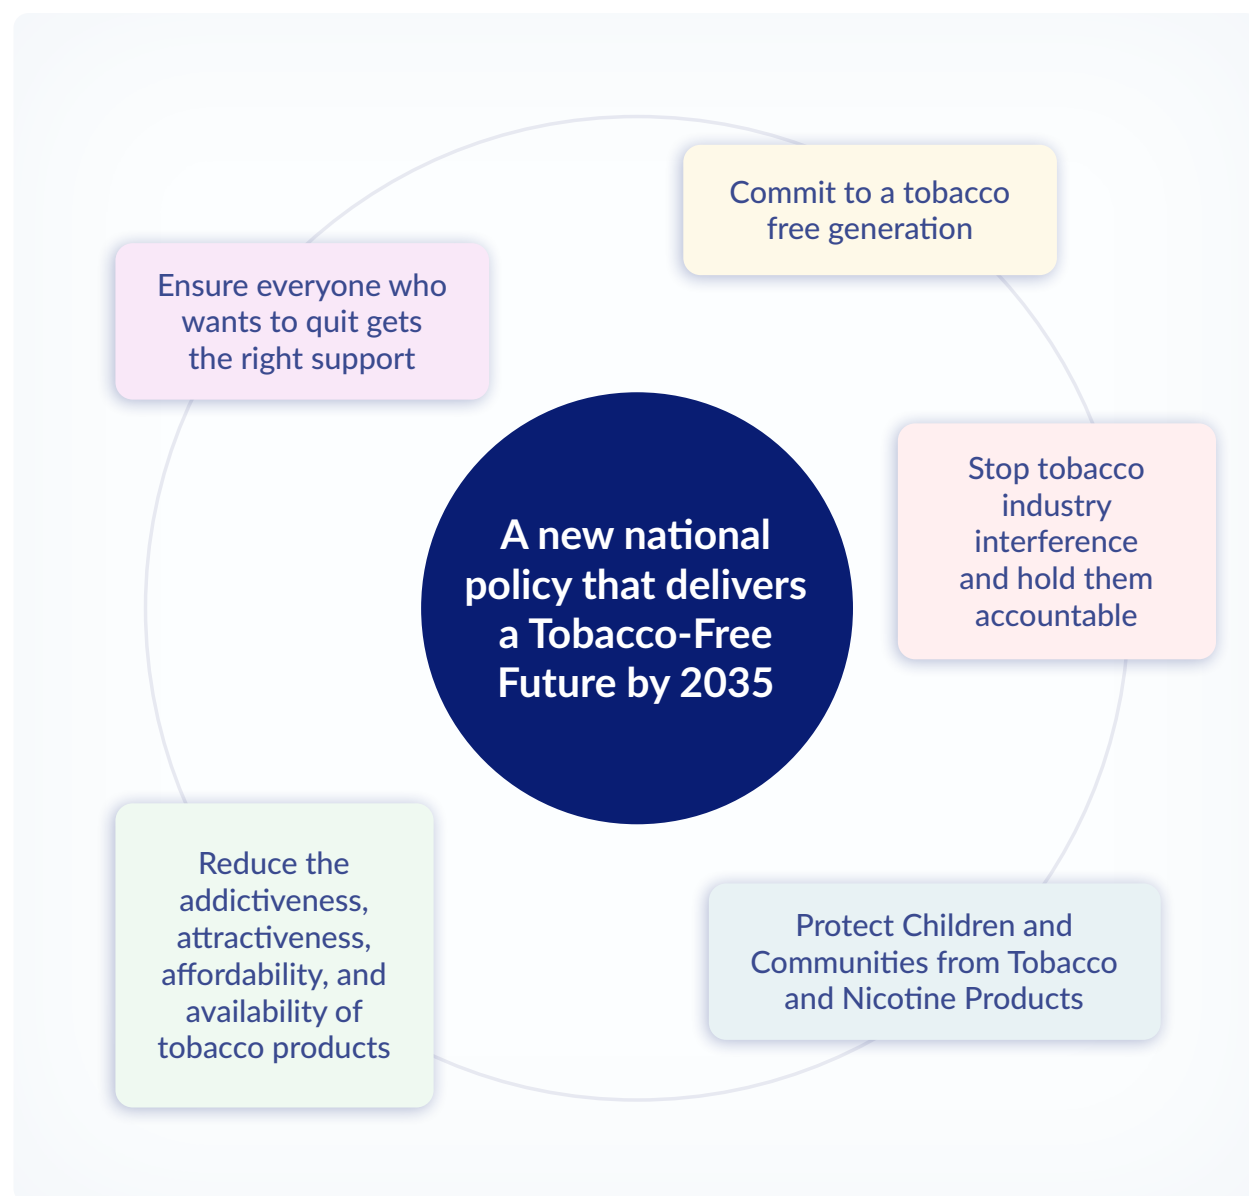 Commit to a tobacco
free generation
Ensure everyone who
wants to quit gets
the right support
Stop tobacco
industry
interference
and hold them
accountable
A new national
policy that delivers
a Tobacco-Free
Future by 2035
Reduce the
addictiveness,
attractiveness,
affordability, and
availability of
tobacco products
Protect Children and
Communities from Tobacco
and Nicotine Products